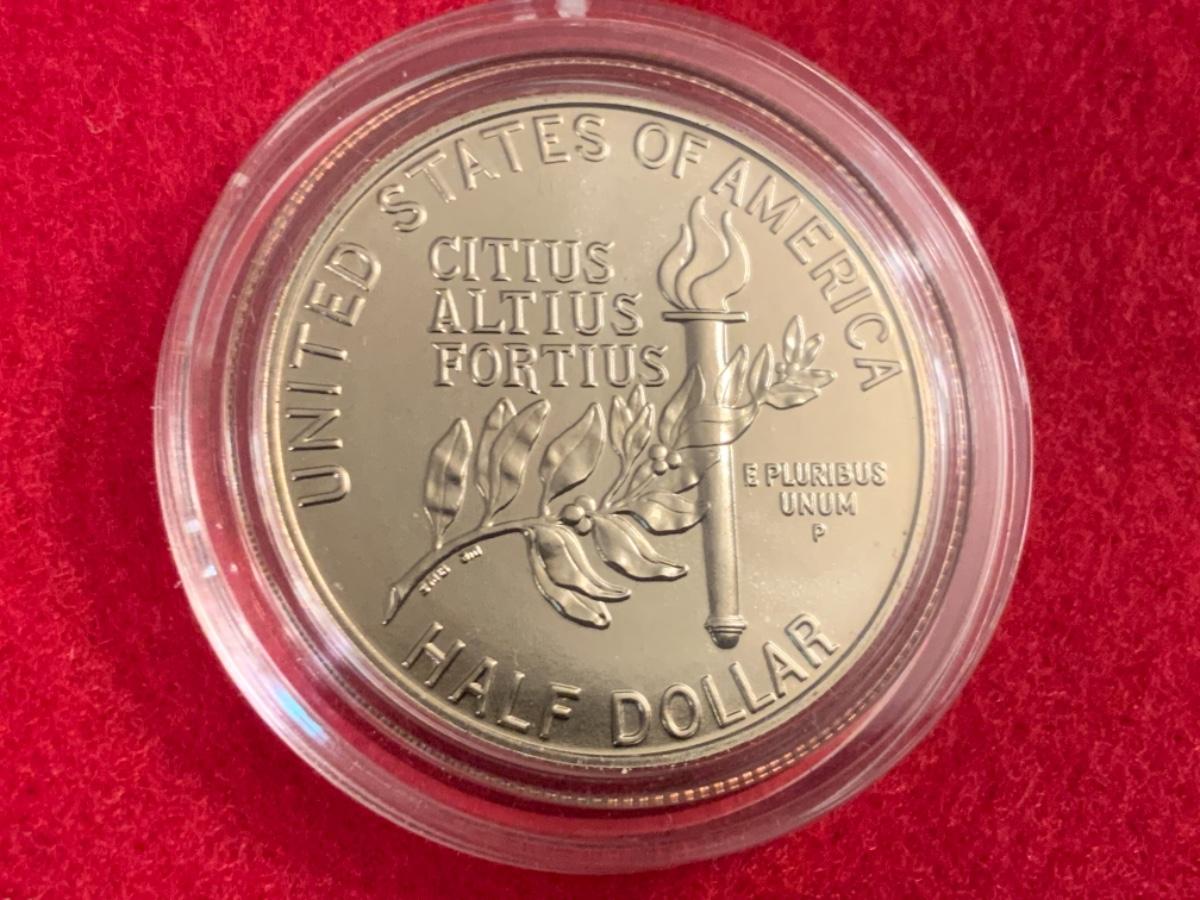 UNITED STATES OF AMERICA
CITIUS
ALTIUS
FORTIUS
E PLURIBUS
UNUM
P
HALF DOLLAR